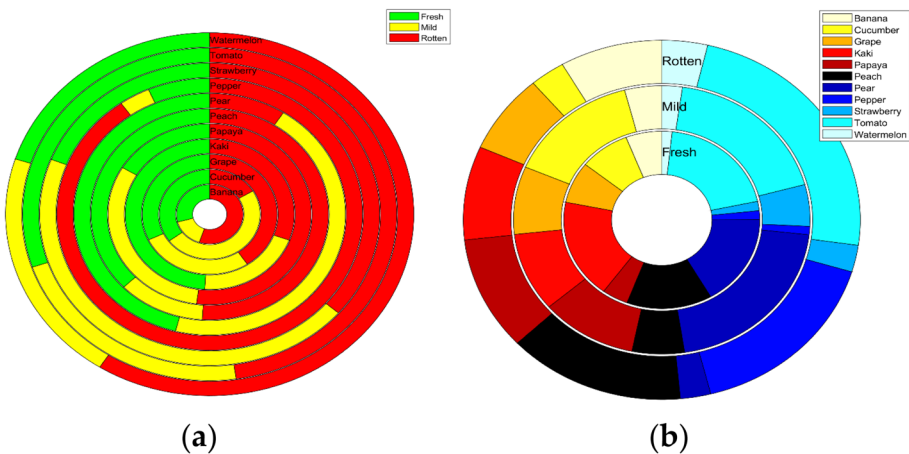 Fresh
Mild
Rotten
Watermelon
Tomato
Strawberry
Pepper
Pear
Peach
Papaya
Kaki
Grape
Cucumber
Banana
(a)
Banana
Cucumber
Grape
Kaki
Papaya
Peach
Pear
Pepper
Strawberry
Tomato
Watermelon
Rotten
Mild
Fresh
(b)